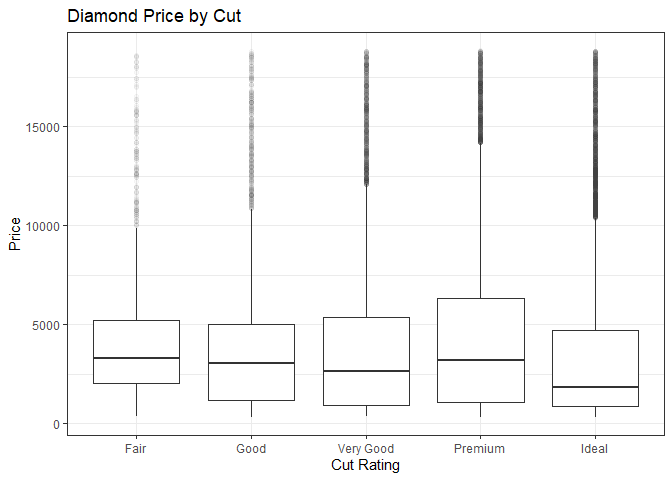 Diamond Price by Cut
Price
15000
10000
5000
0
Fair Good Very Good Premium Ideal
Cut Rating